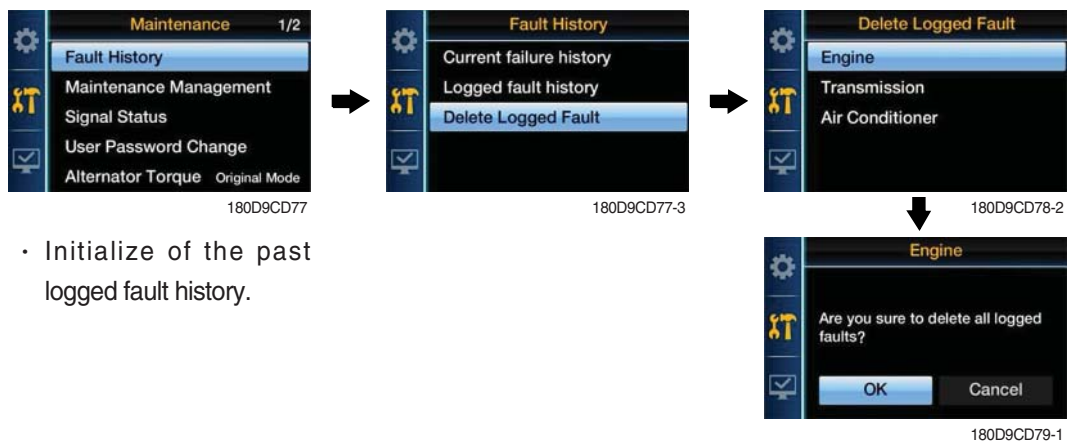 Maintenance 1/2
Fault History
Maintenance Management
Signal Status
User Password Change
Alternator Torque Original Mode
180D9CD77
Fault History
Current failure history
Logged fault history
Delete Logged Fault
180D9CD77-3
Delete Logged Fault
Engine
Transmission
Air Conditioner
180D9CD78-2
· Initialize of the past
logged fault history.
Engine
Are you sure to delete all logged
faults?
OK Cancel
180D9CD79-1